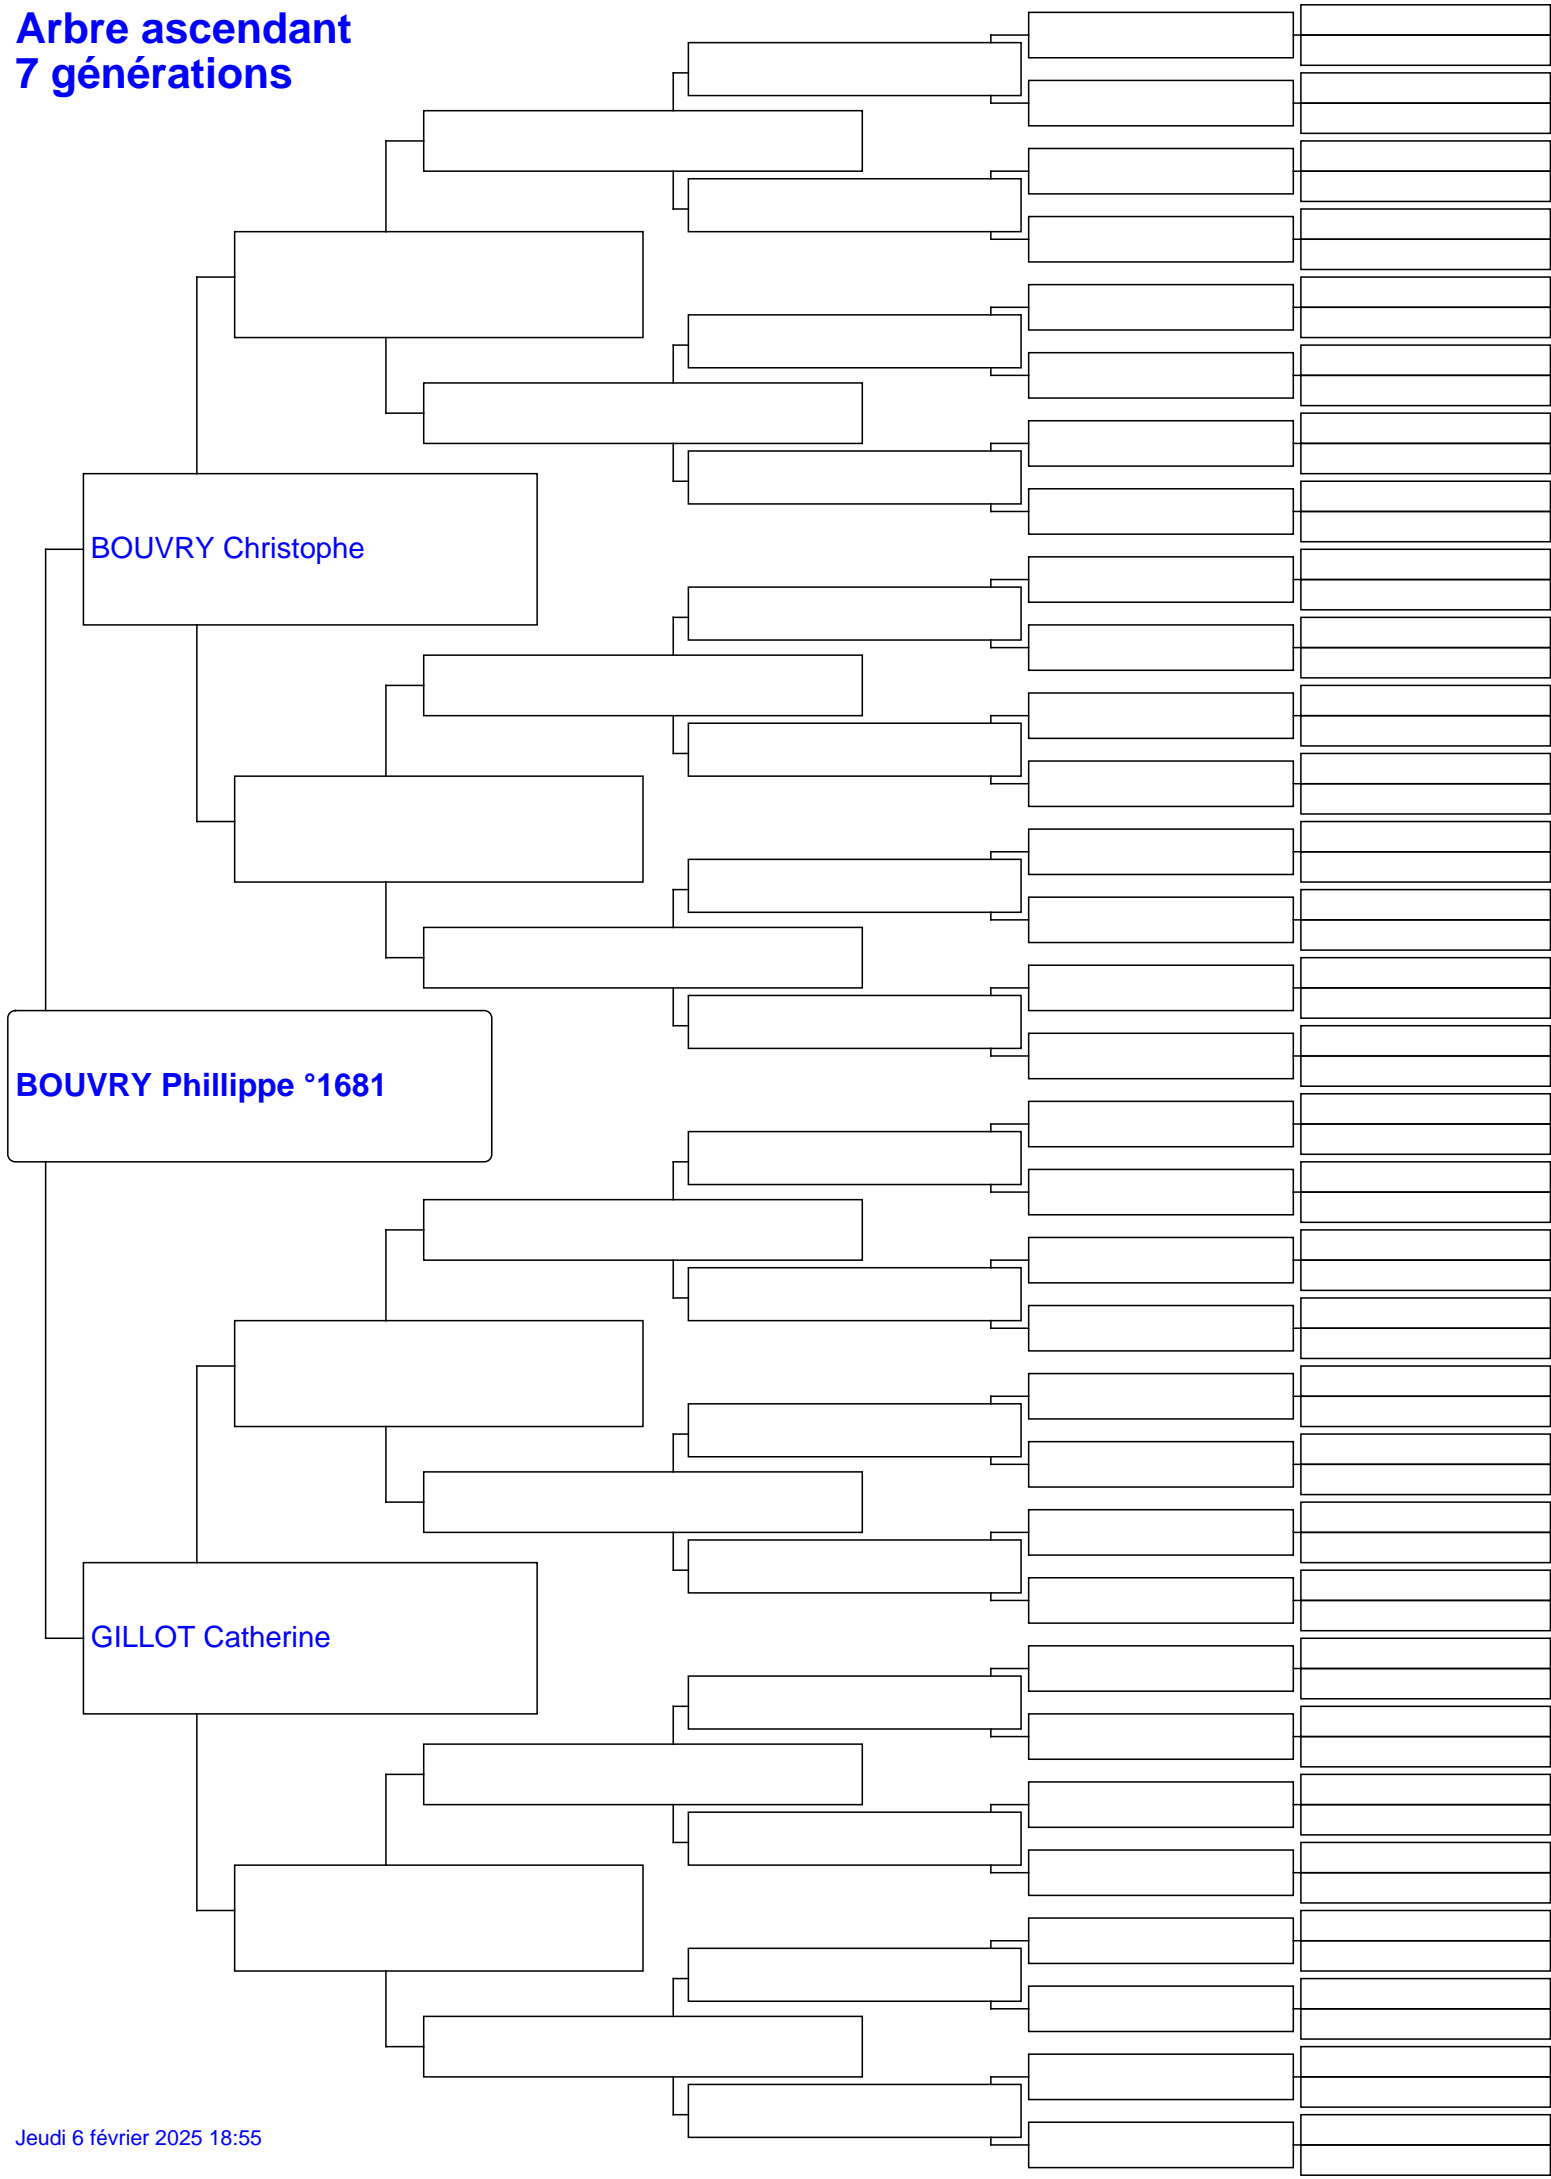 Arbre ascendant
7 générations
BOUVRY Christophe
BOUVRY Phillippe °1681
GILLOT Catherine
Jeudi 6 février 2025 18:55